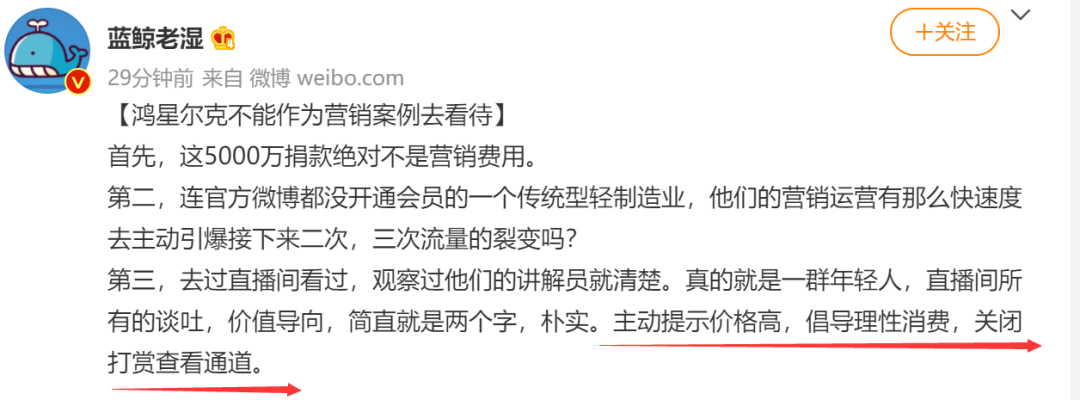 蓝鲸老湿
+关注
29分钟前 来自 微博 weibo.com
【鸿星尔克不能作为营销案例去看待】
首先，这5000万捐款绝对不是营销费用。
第二，连官方微博都没开通会员的一个传统型轻制造业，他们的营销运营有那么快速度
去主动引爆接下来二次，三次流量的裂变吗？
第三，去过直播间看过，观察过他们的讲解员就清楚。真的就是一群年轻人，直播间所
有的谈吐，价值导向，简直就是两个字，朴实。主动提示价格高，倡导理性消费，关闭
打赏查看通道。